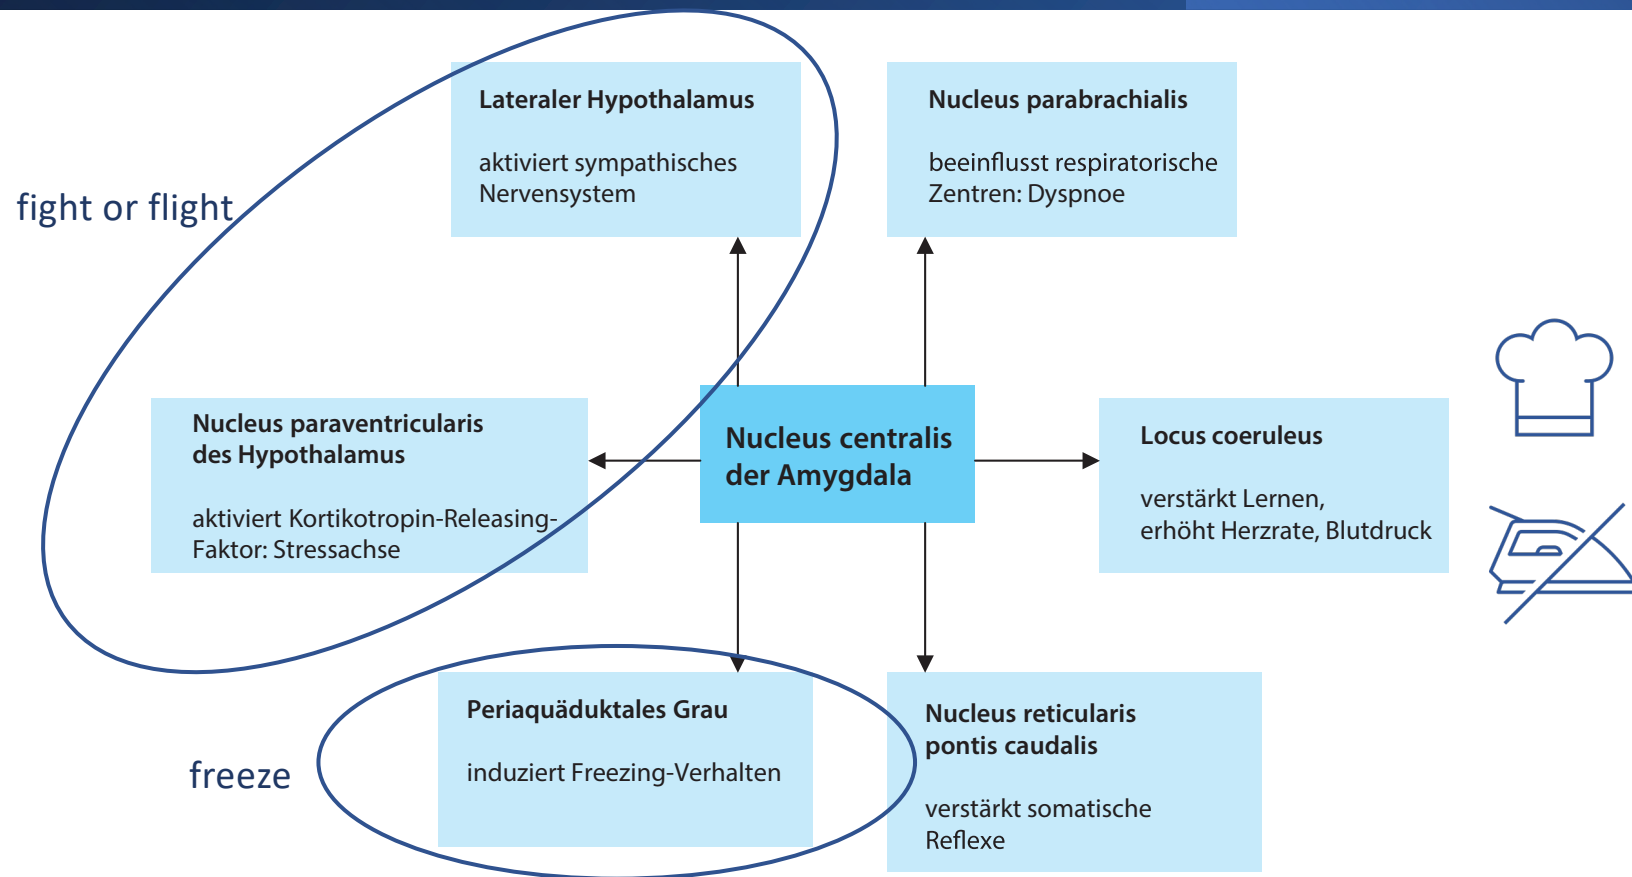 Lateraler Hypothalamus
aktiviert sympathisches
Nervensystem
Nucleus parabrachialis
beeinflusst respiratorische
Zentren: Dyspnoe
fight or flight
Nucleus paraventricularis
des Hypothalamus
aktiviert Kortikotropin-Releasing-
Faktor: Stressachse
Nucleus centralis
der Amygdala
Locus coeruleus
verstärkt Lernen,
erhöht Herzrate, Blutdruck
freeze
Periaquäduktales Grau
induziert Freezing-Verhalten
Nucleus reticularis
pontis caudalis
verstärkt somatische
Reflexe